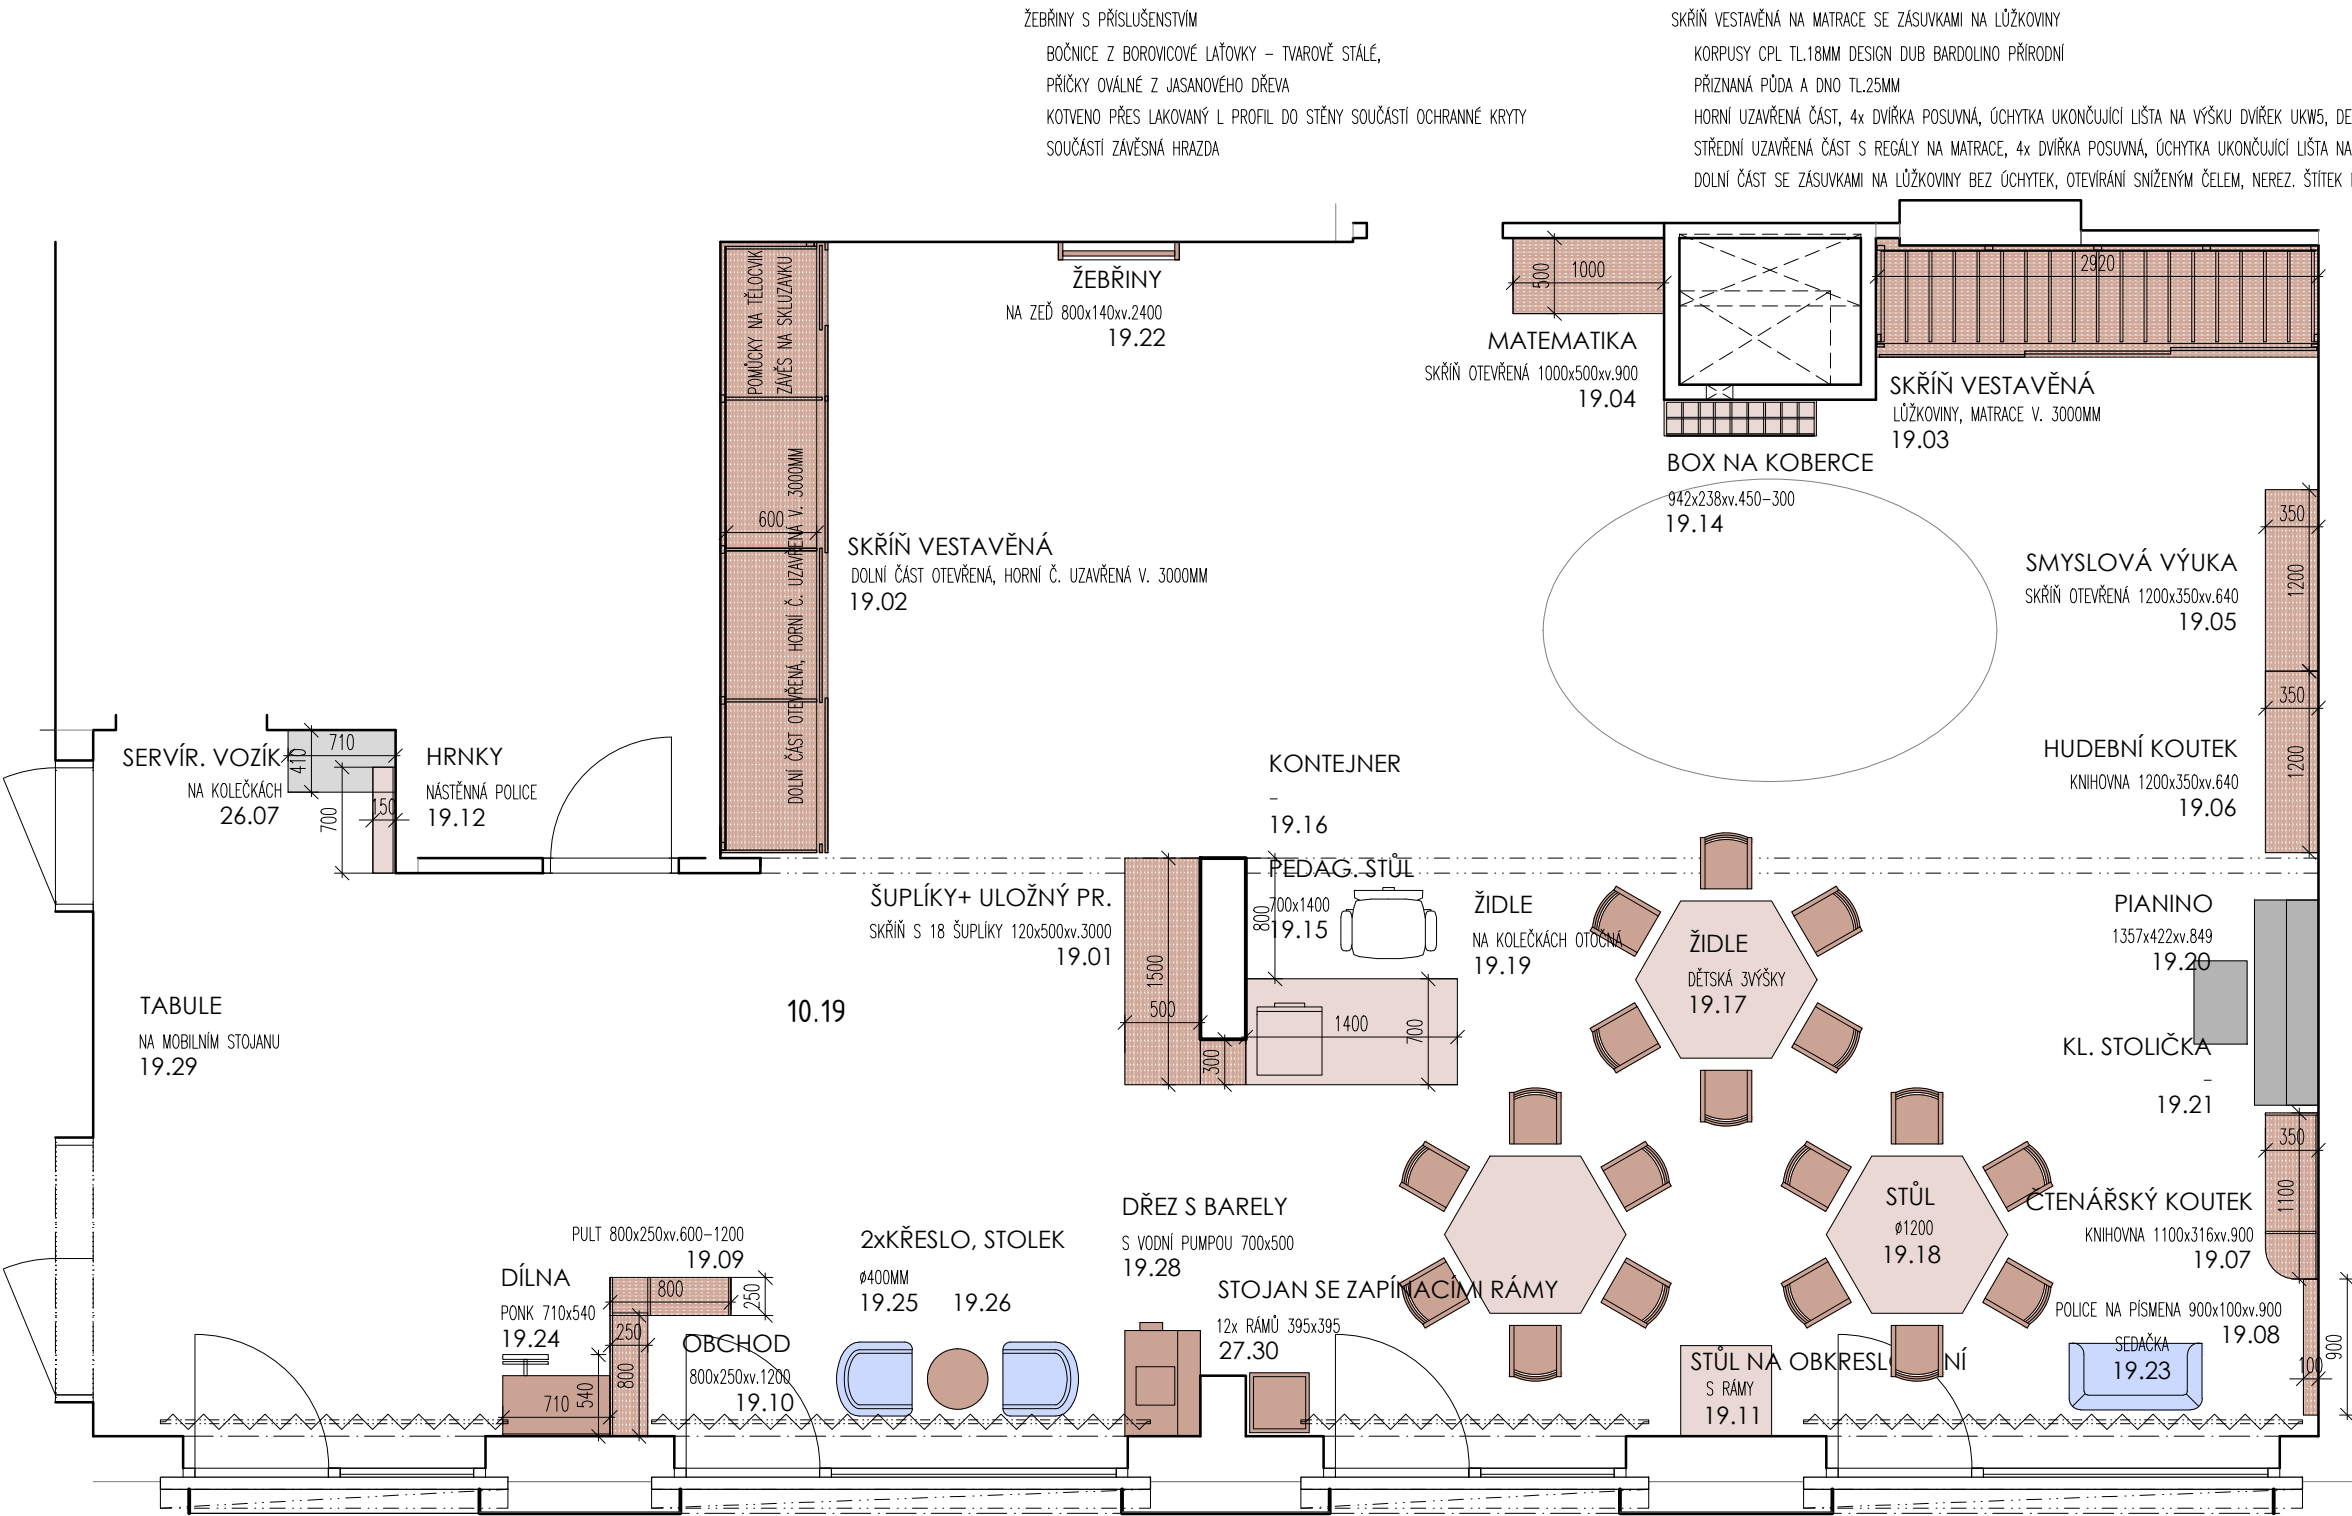 ŽEBŘINY S PŘÍSLUŠENSTVÍM
BOČNICE Z BOROVICOVÉ LAŤOVKY – TVAROVĚ STÁLÉ,
PŘÍČKY OVÁLNÉ Z JASANOVÉHO DŘEVA
KOTVENO PŘES LAKOVANÝ L PROFIL DO STĚNY SOUČÁSTÍ OCHRANNÉ KRYTY
SOUČÁSTÍ ZÁVĚSNÁ HRAZDA
SKŘÍŇ VESTAVĚNÁ NA MATRACE SE ZÁSUVKAMI NA LŮŽKOVINY
KORPUSY CPL TL.18MM DESIGN DUB BARDOLINO PŘÍRODNÍ
PŘIZNANÁ PŮDA A DNO TL.25MM
HORNÍ UZAVŘENÁ ČÁST, 4x DVÍŘKA POSUVNÁ, ÚCHYTKA UKONČUJÍCÍ LIŠTA NA VÝŠKU DVÍŘEK UKW5, DE
STŘEDNÍ UZAVŘENÁ ČÁST S REGÁLY NA MATRACE, 4x DVÍŘKA POSUVNÁ, ÚCHYTKA UKONČUJÍCÍ LIŠTA NA
DOLNÍ ČÁST SE ZÁSUVKAMI NA LŮŽKOVINY BEZ ÚCHYTEK, OTEVÍRÁNÍ SNÍŽENÝM ČELEM, NEREZ. ŠTÍTEK
POMŮCKY NA TĚLOCVIK
ZÁVĚS NA SKLUZAVKU
DOLNÍ ČÁST OTEVŘENÁ, HORNÍ Č. UZAVŘENÁ V. 3000MM
600
ŽEBŘINY
NA ZEĎ 800x140xv.2400
19.22
500
1000
MATEMATIKA
SKŘÍŇ OTEVŘENÁ 1000x500xv.900
19.04
2920
SKŘÍŇ VESTAVĚNÁ
LŮŽKOVINY, MATRACE V. 3000MM
19.03
BOX NA KOBERCE
942x238xv.450–300
19.14
SKŘÍŇ VESTAVĚNÁ
DOLNÍ ČÁST OTEVŘENÁ, HORNÍ Č. UZAVŘENÁ V. 3000MM
19.02
350
1200
SMYSLOVÁ VÝUKA
SKŘÍŇ OTEVŘENÁ 1200x350xv.640
19.05
350
1200
HUDEBNÍ KOUTEK
KNIHOVNA 1200x350xv.640
19.06
SERVÍR. VOZÍK
NA KOLEČKÁCH
26.07
710
410
700
150
HRNKY
NÁSTĚNNÁ POLICE
19.12
KONTEJNER
–
19.16
PEDAG. STŮL
700x1400
19.15
800
ŽIDLE
NA KOLEČKÁCH OTOČNÁ
19.19
ŠUPLÍKY+ ULOŽNÝ PR.
SKŘÍŇ S 18 ŠUPLÍKY 120x500xv.3000
19.01
1500
500
300
1400
700
ŽIDLE
DĚTSKÁ 3VÝŠKY
19.17
PIANINO
1357x422xv.849
19.20
KL. STOLIČKA
–
19.21
TABULE
NA MOBILNÍM STOJANU
19.29
10.19
350
1100
ČTENÁŘSKÝ KOUTEK
KNIHOVNA 1100x316xv.900
19.07
STŮL
ø1200
19.18
DŘEZ S BARELY
S VODNÍ PUMPOU 700x500
19.28
PULT 800x250xv.600–1200
19.09
2xKŘESLO, STOLEK
ø400MM
19.25
19.26
DÍLNA
PONK 710x540
19.24
800
250
250
800
540
710
OBCHOD
800x250xv.1200
19.10
STOJAN SE ZAPÍNACÍMI RÁMY
12x RÁMŮ 395x395
27.30
POLICE NA PÍSMENA 900x100xv.900
19.08
SEDAČKA
19.23
900
100
STŮL NA OBKRESLO NÍ
S RÁMY
19.11